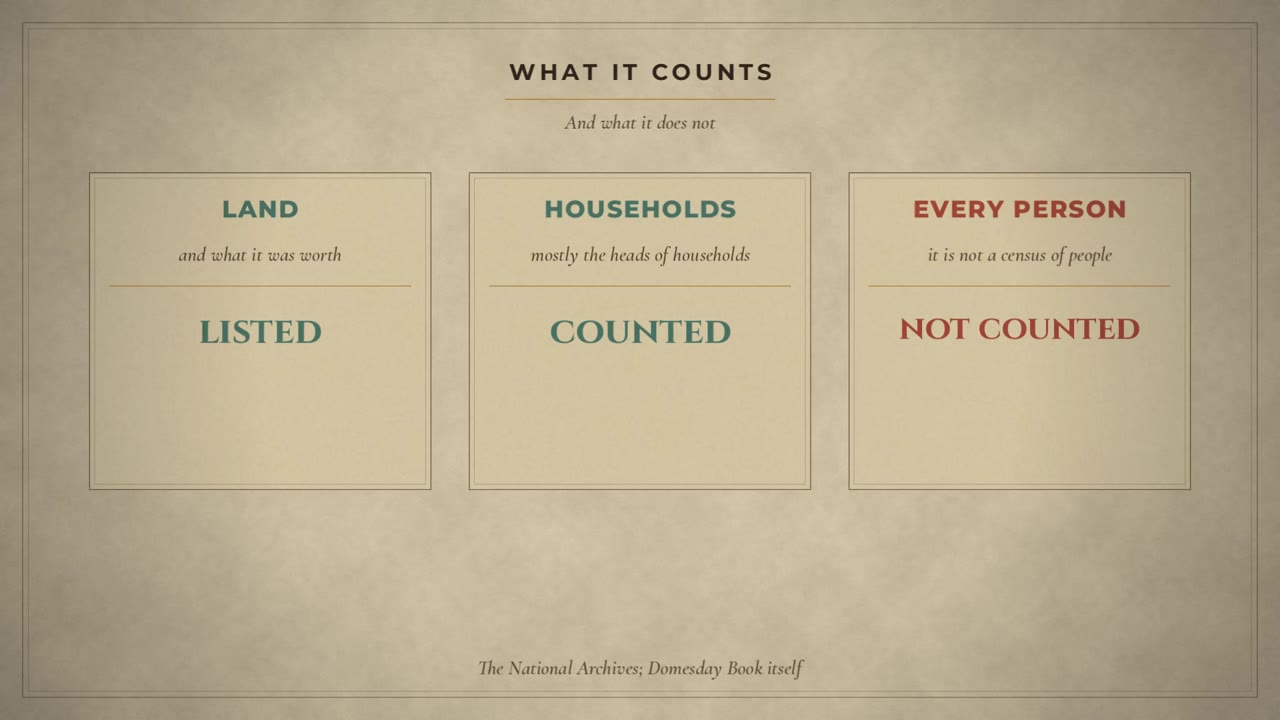 WHAT IT COUNTS
And what it does not
LAND
and what it was worth
LISTED
HOUSEHOLDS
mostly the heads of households
COUNTED
EVERY PERSON
it is not a census of people
NOT COUNTED
The National Archives; Domesday Book itself